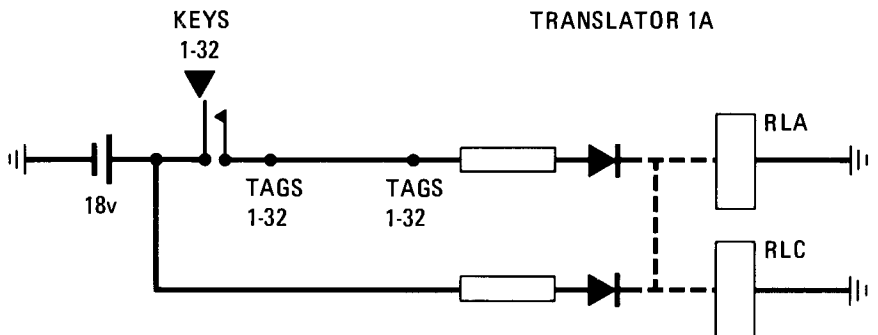 KEYS
1-32
TRANSLATOR 1A
RLA
18v
TAGS
1-32
TAGS
1-32
RLC